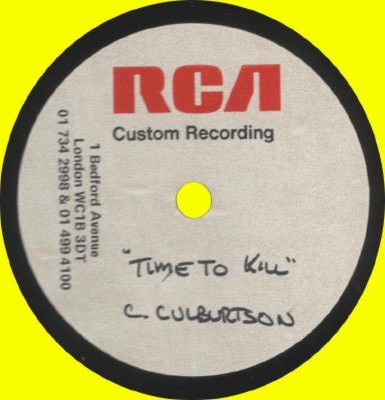 RCA
Custom Recording
1 Bedford Avenue
London WC1B 3DT
01 734 2998 & 01 499 4100
"TIME TO KILL"
C. CULBURTSON